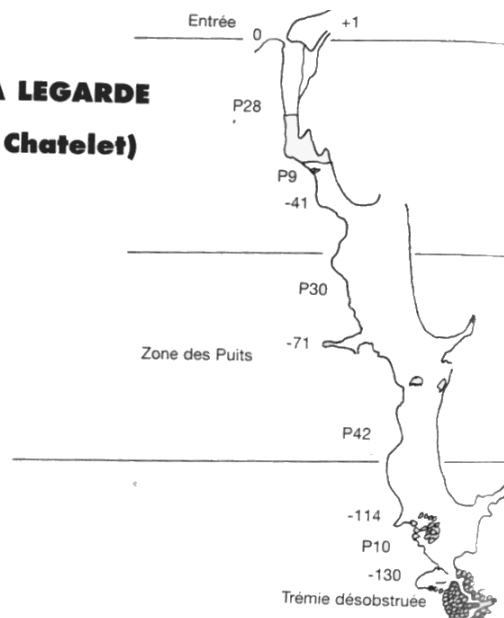 Entrée
0
+1
A LEGARDE
P28
Chatelet)
P9
-41
P30
-71
Zone des Puits
P42
-114
P10
-130
Trémie désobstruée